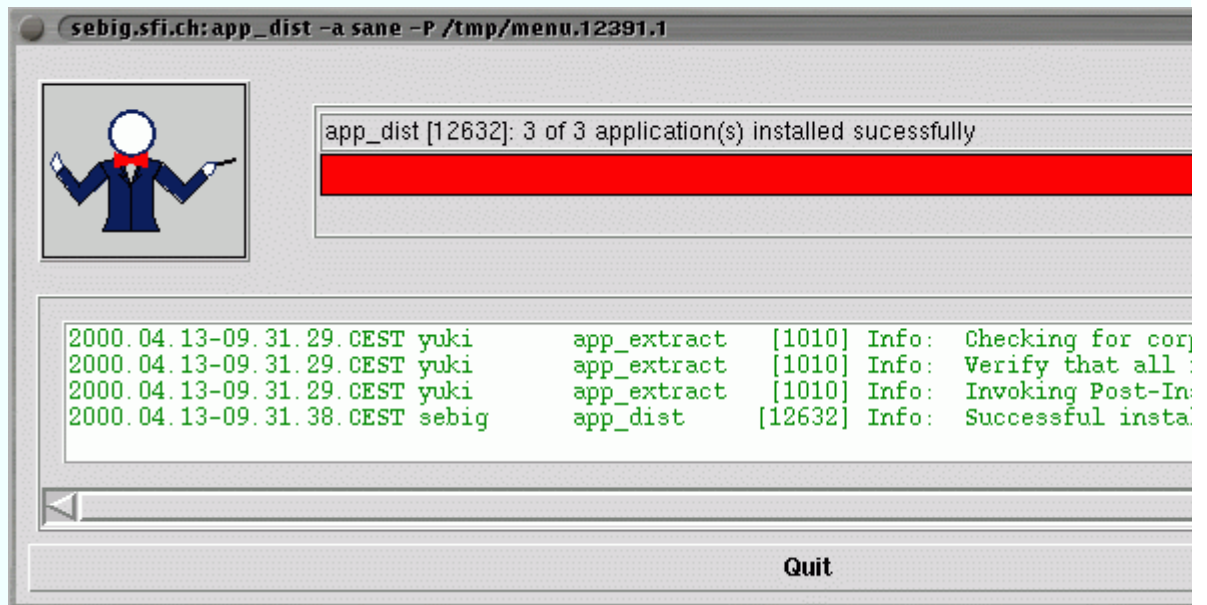 sebig.sfi.ch: app_dist -a sane -P /tmp/menu.12391.1
app_dist [12632]: 3 of 3 application(s) installed sucessfully
2000.04.13-09.31.29.CEST yuki app_extract [1010] Info: Checking for
2000.04.13-09.31.29.CEST yuki app_extract [1010] Info: Verify that all
2000.04.13-09.31.29.CEST yuki app_extract [1010] Info: Invoking
2000.04.13-09.31.38.CEST sebig app_dist [12632] Info: Successful
Quit